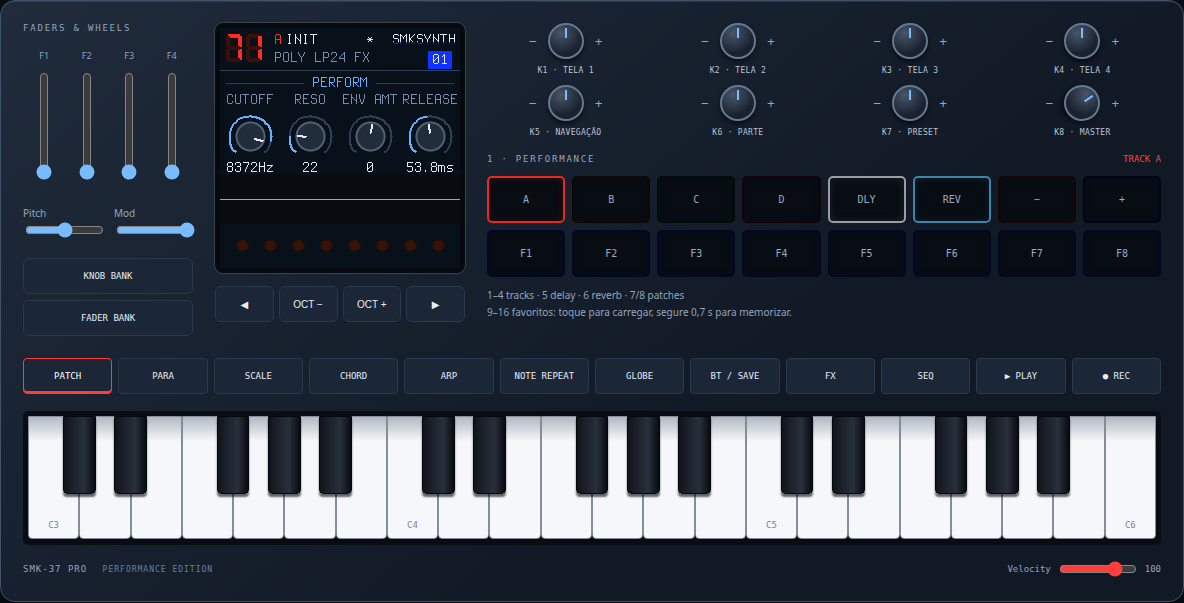 FADERS & WHEELS
F1 F2 F3 F4
Pitch Mod
KNOB BANK
FADER BANK
A INIT * SMKSYNTH
POLY LP24 FX 01
PERFORM
CUTOFF RESO ENV AMT RELEASE
8372Hz 22 0 53.8ms
◀ OCT − OCT + ▶
− + − + − + − +
K1 · TELA 1 K2 · TELA 2 K3 · TELA 3 K4 · TELA 4
− + − + − + − +
K5 · NAVEGAÇÃO K6 · PARTE K7 · PRESET K8 · MASTER
1 · PERFORMANCE TRACK A
A B C D DLY REV − +
F1 F2 F3 F4 F5 F6 F7 F8
1–4 tracks · 5 delay · 6 reverb · 7/8 patches
9–16 favoritos: toque para carregar, segure 0,7 s para memorizar.
PATCH PARA SCALE CHORD ARP NOTE REPEAT GLOBE BT / SAVE FX SEQ ▶ PLAY ● REC
C3 C4 C5 C6
SMK-37 PRO PERFORMANCE EDITION Velocity 100